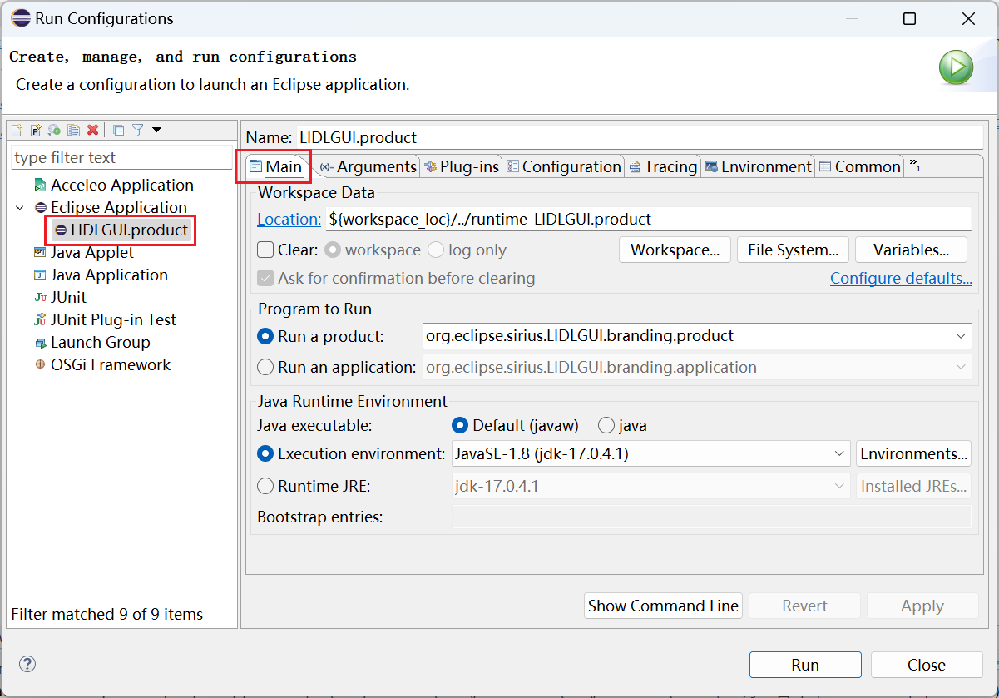 Run Configurations
Create, manage, and run configurations
Create a configuration to launch an Eclipse application.
type filter text
Acceleo Application
Eclipse Application
LIDLGUI.product
Java Applet
Java Application
Ju JUnit
JUnit Plug-in Test
Launch Group
OSGi Framework
Filter matched 9 of 9 items
Name: LIDLGUI.product
Main (x)= Arguments Plug-ins Configuration Tracing Environment Common »1
Workspace Data
Location: ${workspace_loc}/../runtime-LIDLGUI.product
Clear: workspace log only Workspace... File System... Variables...
Ask for confirmation before clearing Configure defaults...
Program to Run
Run a product: org.eclipse.sirius.LIDLGUI.branding.product
Run an application: org.eclipse.sirius.LIDLGUI.branding.application
Java Runtime Environment
Java executable: Default (javaw) java
Execution environment: JavaSE-1.8 (jdk-17.0.4.1) Environments...
Runtime JRE: jdk-17.0.4.1 Installed JREs...
Bootstrap entries:
Show Command Line Revert Apply
? Run Close